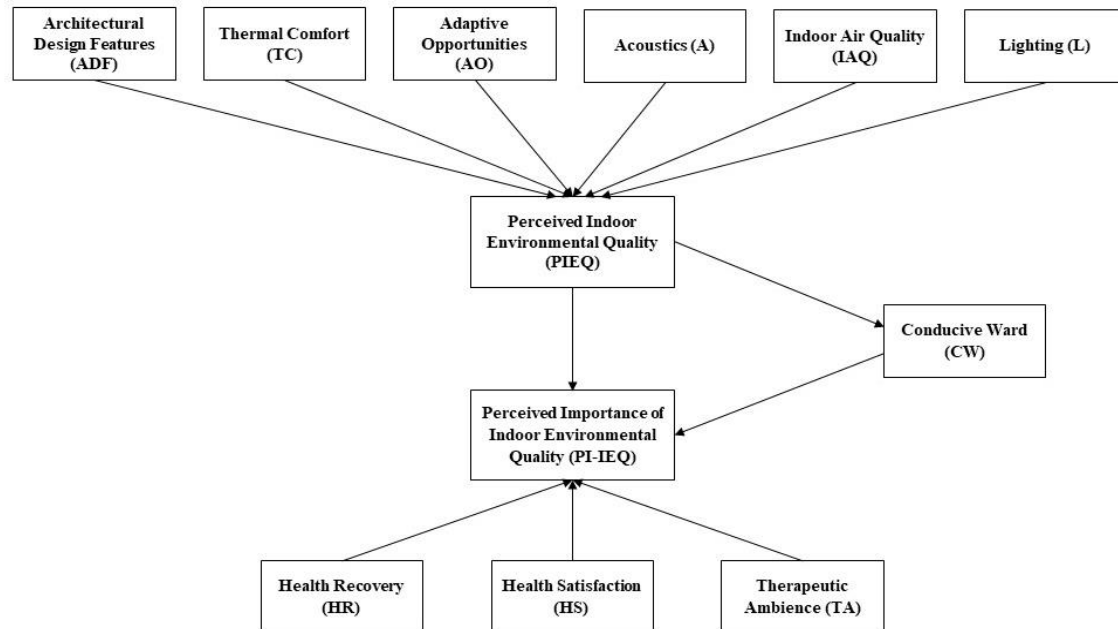 Architectural
Design Features
(ADF)
Thermal Comfort
(TC)
Adaptive
Opportunities
(AO)
Acoustics (A)
Indoor Air Quality
(IAQ)
Lighting (L)
Perceived Indoor
Environmental Quality
(PIEQ)
Conducive Ward
(CW)
Perceived Importance of
Indoor Environmental
Quality (PI-IEQ)
Health Recovery
(HR)
Health Satisfaction
(HS)
Therapeutic
Ambience (TA)